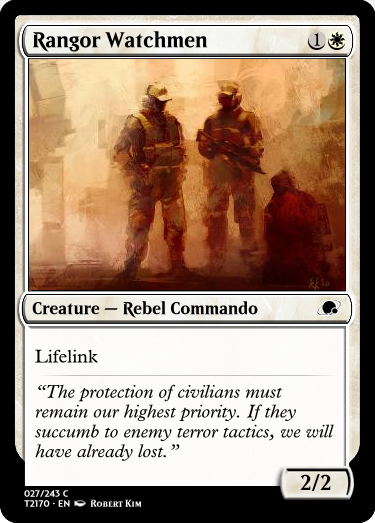 Rangor Watchmen 1
Creature — Rebel Commando
Lifelink
“The protection of civilians must
remain our highest priority. If they
succumb to enemy terror tactics, we will
have already lost.”
2/2
027/243 C
T2170 · EN Robert Kim